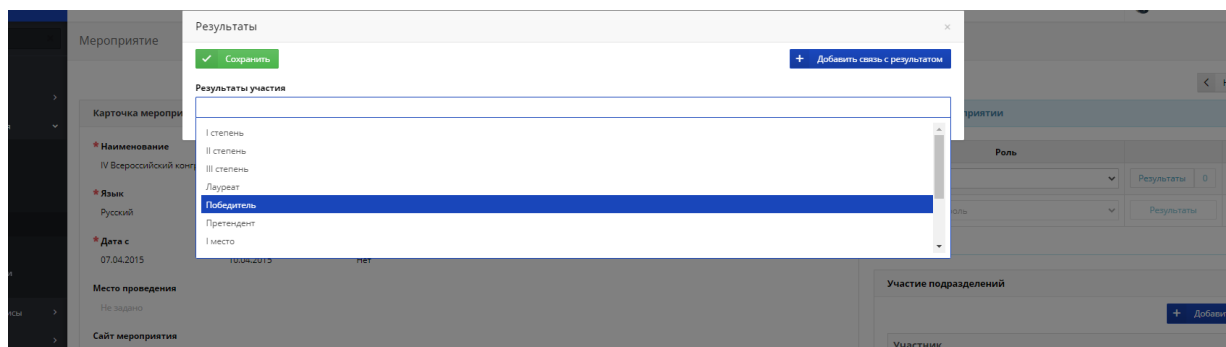 Результаты
×
Мероприятие
Сохранить
+ Добавить связь с результатом
Результаты участия
Карточка меропри
приятии
I степень
II степень
III степень
Лауреат
Победитель
Претендент
I место
* Наименование
IV Всероссийский конгр
* Язык
Русский
* Дата с
07.04.2015
10.04.2015
Нет
Место проведения
Не задано
Сайт мероприятия
Роль
Результаты 0
оль
Результаты
Участие подразделений
+ Добави
Участник